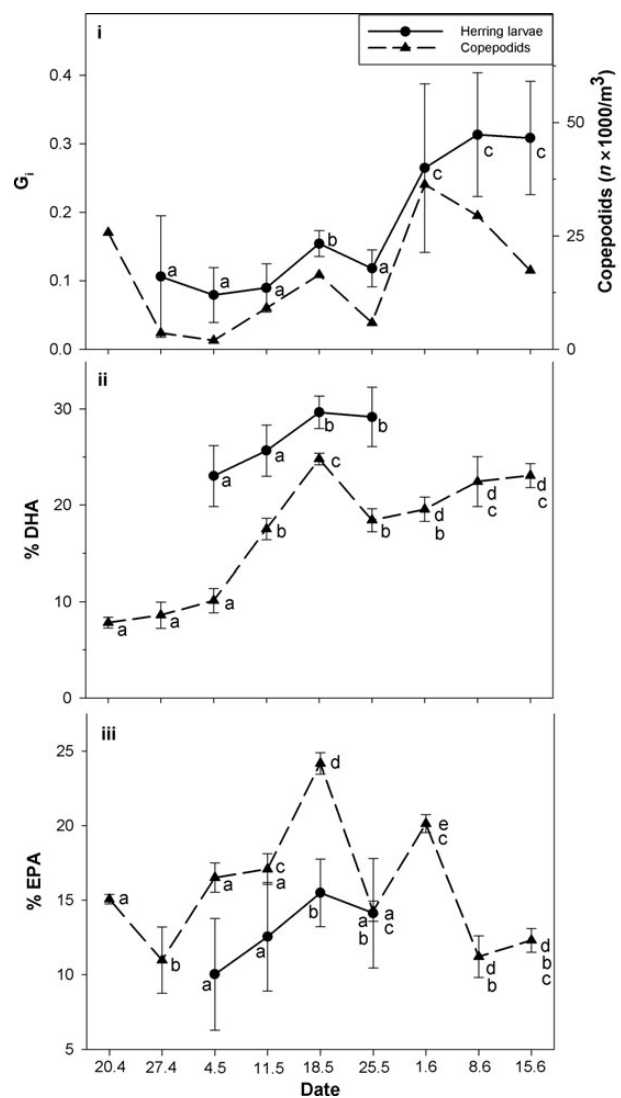 i
Herring larvae
Copepodids
0.4
0.3
0.2
0.1
0.0
Gi
50
25
0
Copepodids (n ×1000/m³)
a
a
a
b
a
c
c
c
ii
30
20
10
0
% DHA
a
a
b
b
a
a
a
b
c
b
d
b
d
c
d
c
iii
25
20
15
10
5
% EPA
a
b
a
c
a
d
a
c
e
c
d
b
d
b
c
a
a
b
a
b
20.4 27.4 4.5 11.5 18.5 25.5 1.6 8.6 15.6
Date